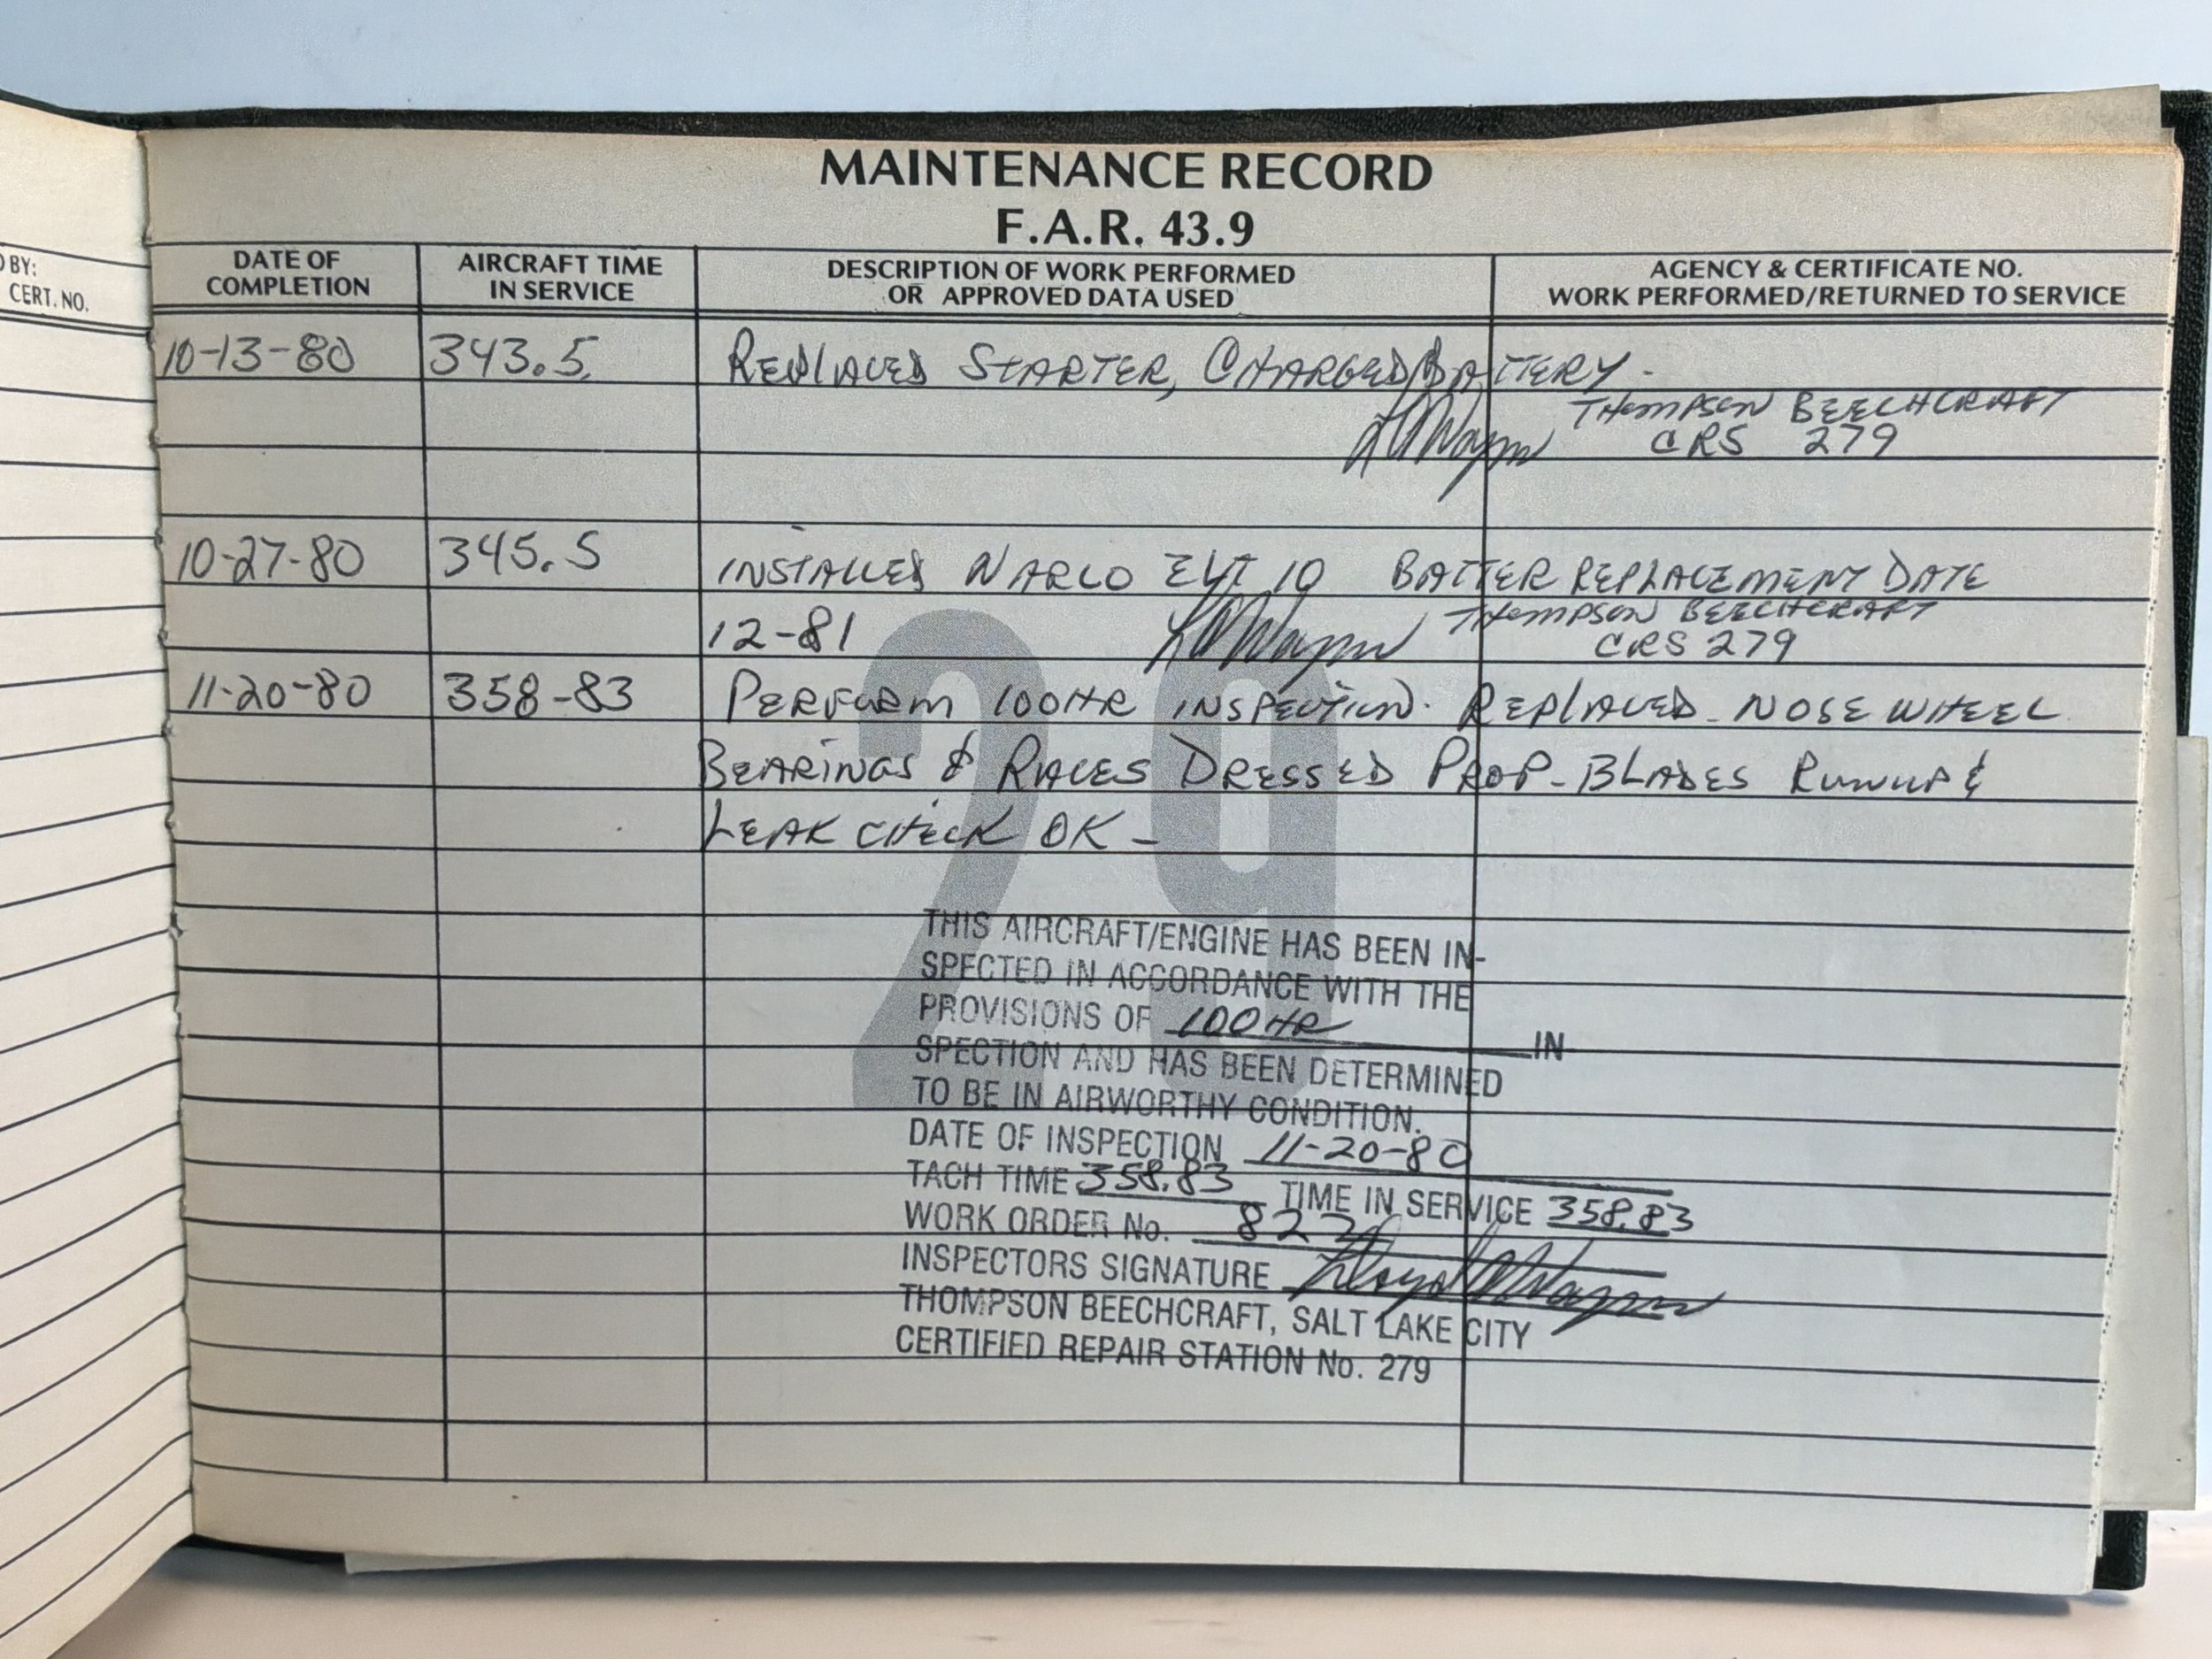 MAINTENANCE RECORD
F.A.R. 43.9
BY:
CERT. NO.
DATE OF COMPLETION
AIRCRAFT TIME IN SERVICE
DESCRIPTION OF WORK PERFORMED OR APPROVED DATA USED
AGENCY & CERTIFICATE NO. WORK PERFORMED/RETURNED TO SERVICE
10-13-80 343.5 REPLACED STARTER, CHARGED BATTERY.
THOMPSON BEECHCRAFT
CRS 279
10-27-80 345.5 INSTALLED NARCO ELT 10 BATTER REPLACEMENT DATE
12-81 THOMPSON BEECHCRAFT
CRS 279
11-20-80 358-83 PERFORM 100HR INSPECTION. REPLACED NOSE WHEEL
BEARINGS & RACES DRESSED PROP-BLADES RUNUP &
LEAK CHECK OK -
29
THIS AIRCRAFT/ENGINE HAS BEEN IN-
SPECTED IN ACCORDANCE WITH THE
PROVISIONS OF 100HR IN
SPECTION AND HAS BEEN DETERMINED
TO BE IN AIRWORTHY CONDITION.
DATE OF INSPECTION 11-20-80
TACH TIME 358.83 TIME IN SERVICE 358.83
WORK ORDER No.
INSPECTORS SIGNATURE Lloyd
THOMPSON BEECHCRAFT, SALT LAKE CITY
CERTIFIED REPAIR STATION No. 279